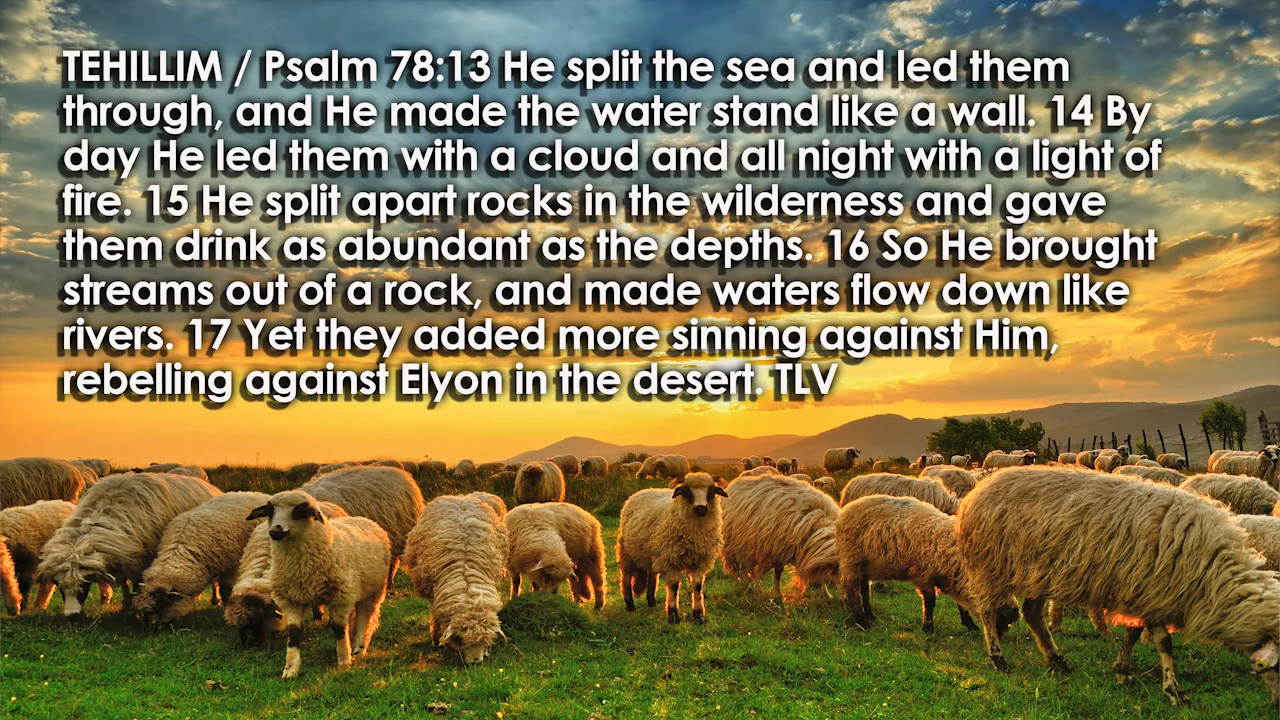 TEHILLIM / Psalm 78:13 He split the sea and led them
through, and He made the water stand like a wall. 14 By
day He led them with a cloud and all night with a light of
fire. 15 He split apart rocks in the wilderness and gave
them drink as abundant as the depths. 16 So He brought
streams out of a rock, and made waters flow down like
rivers. 17 Yet they added more sinning against Him,
rebelling against Elyon in the desert. TLV